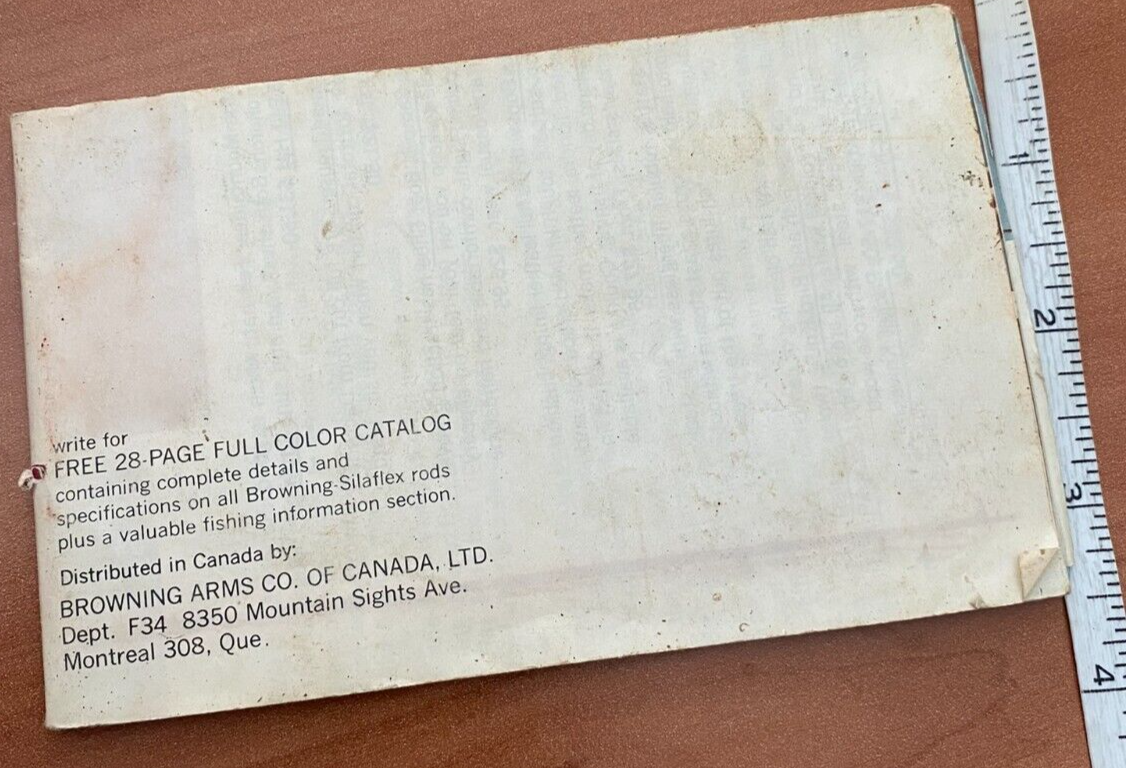 write for
FREE 28-PAGE FULL COLOR CATALOG
containing complete details and
specifications on all Browning-Silaflex rods
plus a valuable fishing information section.
Distributed in Canada by:
BROWNING ARMS CO. OF CANADA, LTD.
Dept. F34 8350 Mountain Sights Ave.
Montreal 308, Que.
1
2
3
4